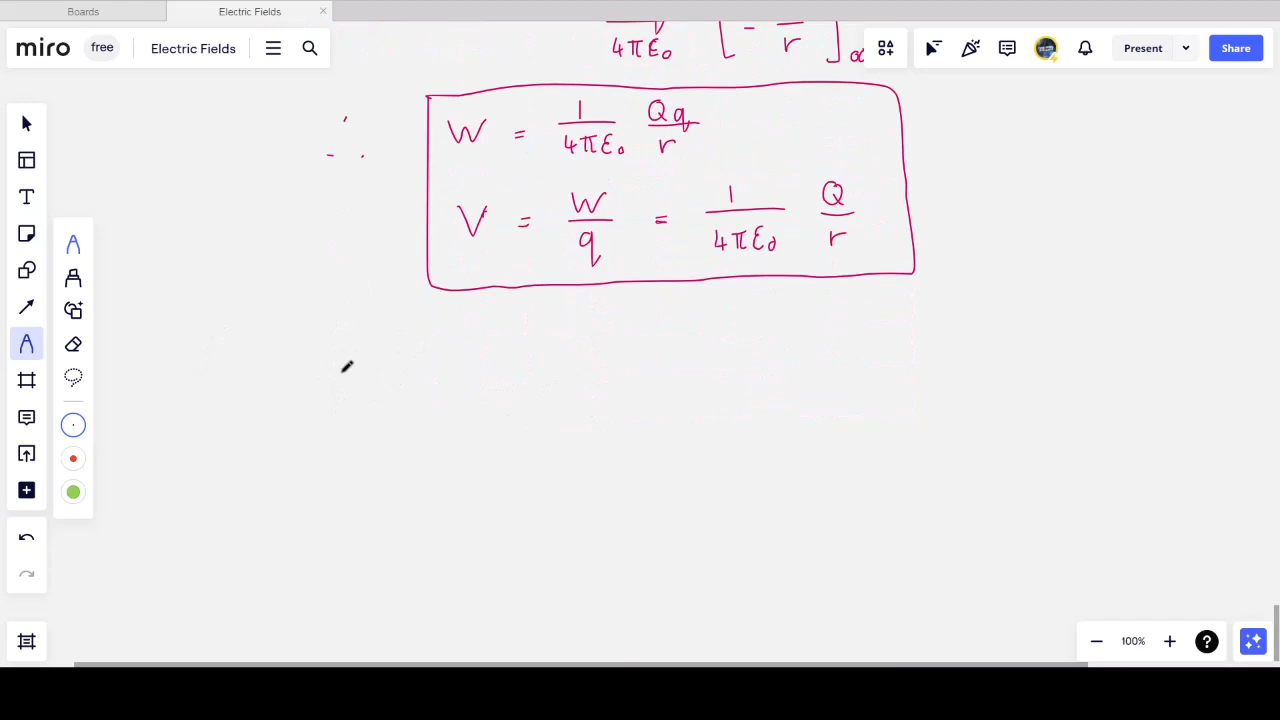 Boards
Electric Fields
miro free Electric Fields
Present
Share
4πε₀ [ - r ]
∴ W = 1/4πε₀ Qq/r
V = W/q = 1/4πε₀ Q/r
100%